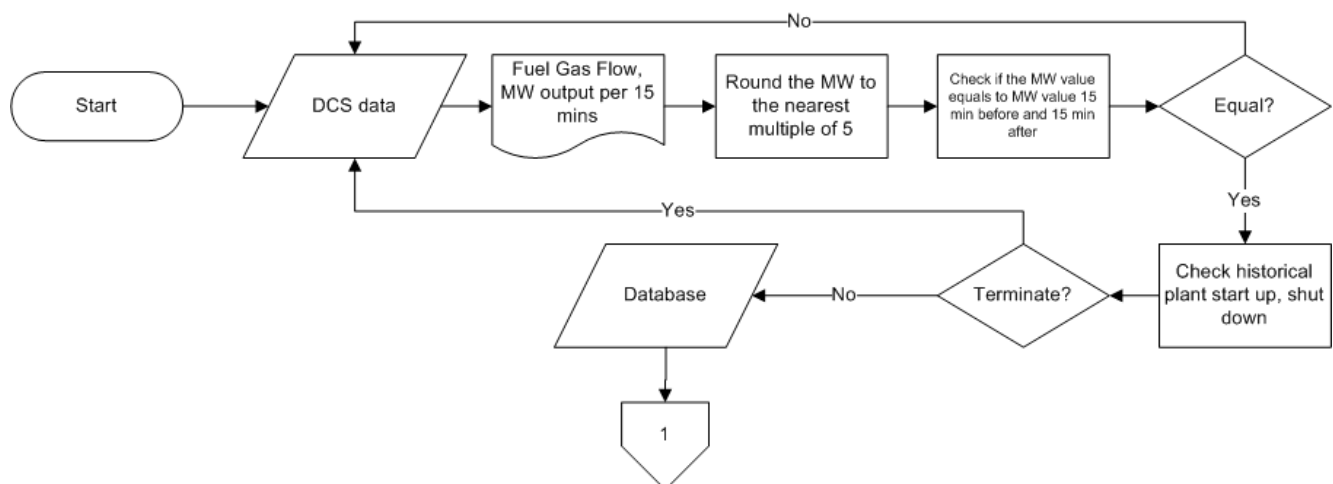 No
Start
DCS data
Fuel Gas Flow,
MW output per 15
mins
Round the MW to
the nearest
multiple of 5
Check if the MW value
equals to MW value 15
min before and 15 min
after
Equal?
Yes
Yes
Database
No
Terminate?
Check historical
plant start up, shut
down
1